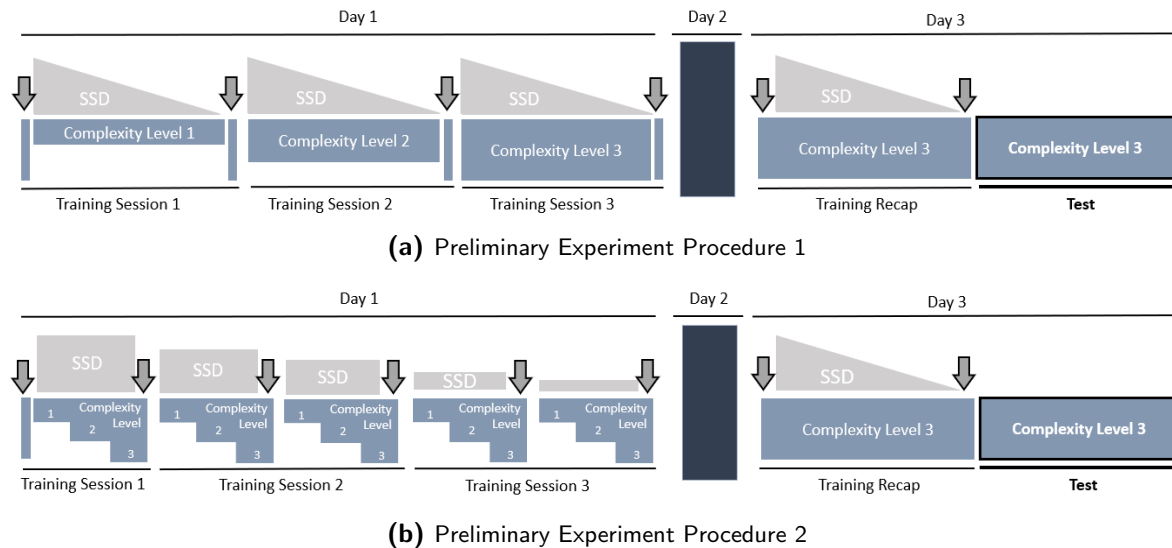 Day 1
Day 2
Day 3
SSD
SSD
SSD
SSD
Complexity Level 1
Complexity Level 2
Complexity Level 3
Complexity Level 3
Complexity Level 3
Training Session 1
Training Session 2
Training Session 3
Training Recap
Test
(a) Preliminary Experiment Procedure 1
Day 1
Day 2
Day 3
SSD
SSD
SSD
SSD
SSD
1
2
3
Complexity
Level
1
2
3
Complexity
Level
1
2
3
Complexity
Level
1
2
3
Complexity
Level
1
2
3
Complexity
Level
Complexity Level 3
Complexity Level 3
Training Session 1
Training Session 2
Training Session 3
Training Recap
Test
(b) Preliminary Experiment Procedure 2